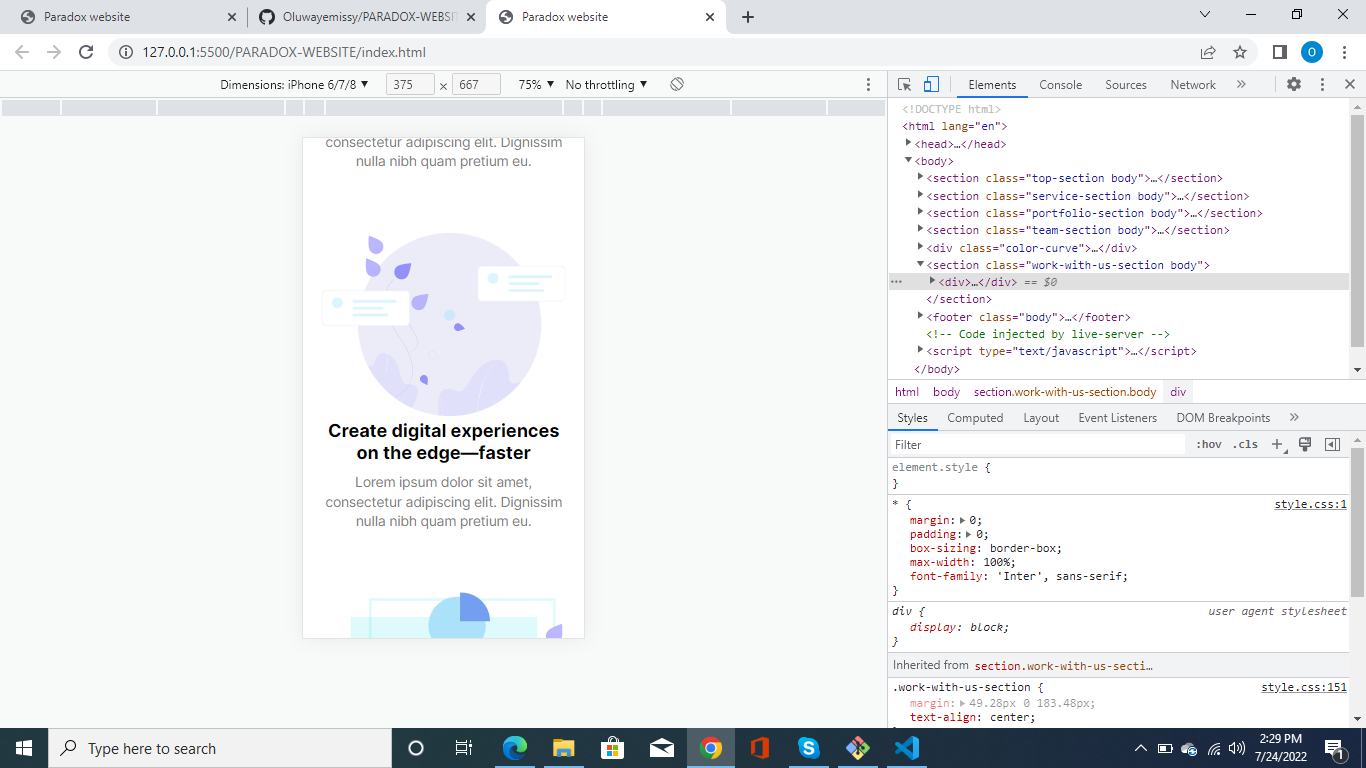 Paradox website
Oluwayemissy/PARADOX-WEBSIT
Paradox website
127.0.0.1:5500/PARADOX-WEBSITE/index.html
O
Dimensions: iPhone 6/7/8 ▼ 375 × 667 75% ▼ No throttling ▼
Elements Console Sources Network »
consectetur adipiscing elit. Dignissim
nulla nibh quam pretium eu.
Create digital experiences
on the edge—faster
Lorem ipsum dolor sit amet,
consectetur adipiscing elit. Dignissim
nulla nibh quam pretium eu.
<!DOCTYPE html>
<html lang="en">
<head>…</head>
<body>
<section class="top-section body">…</section>
<section class="service-section body">…</section>
<section class="portfolio-section body">…</section>
<section class="team-section body">…</section>
<div class="color-curve">…</div>
<section class="work-with-us-section body">
<div>…</div> == $0
</section>
<footer class="body">…</footer>
<!-- Code injected by live-server -->
<script type="text/javascript">…</script>
</body>
html body section.work-with-us-section.body div
Styles Computed Layout Event Listeners DOM Breakpoints »
Filter :hov .cls
element.style {
}
* { style.css:1
margin: 0;
padding: 0;
box-sizing: border-box;
max-width: 100%;
font-family: 'Inter', sans-serif;
}
div { user agent stylesheet
display: block;
}
Inherited from section.work-with-us-secti…
.work-with-us-section { style.css:151
margin: 49.28px 0 183.48px;
text-align: center;
Type here to search
2:29 PM
7/24/2022
1